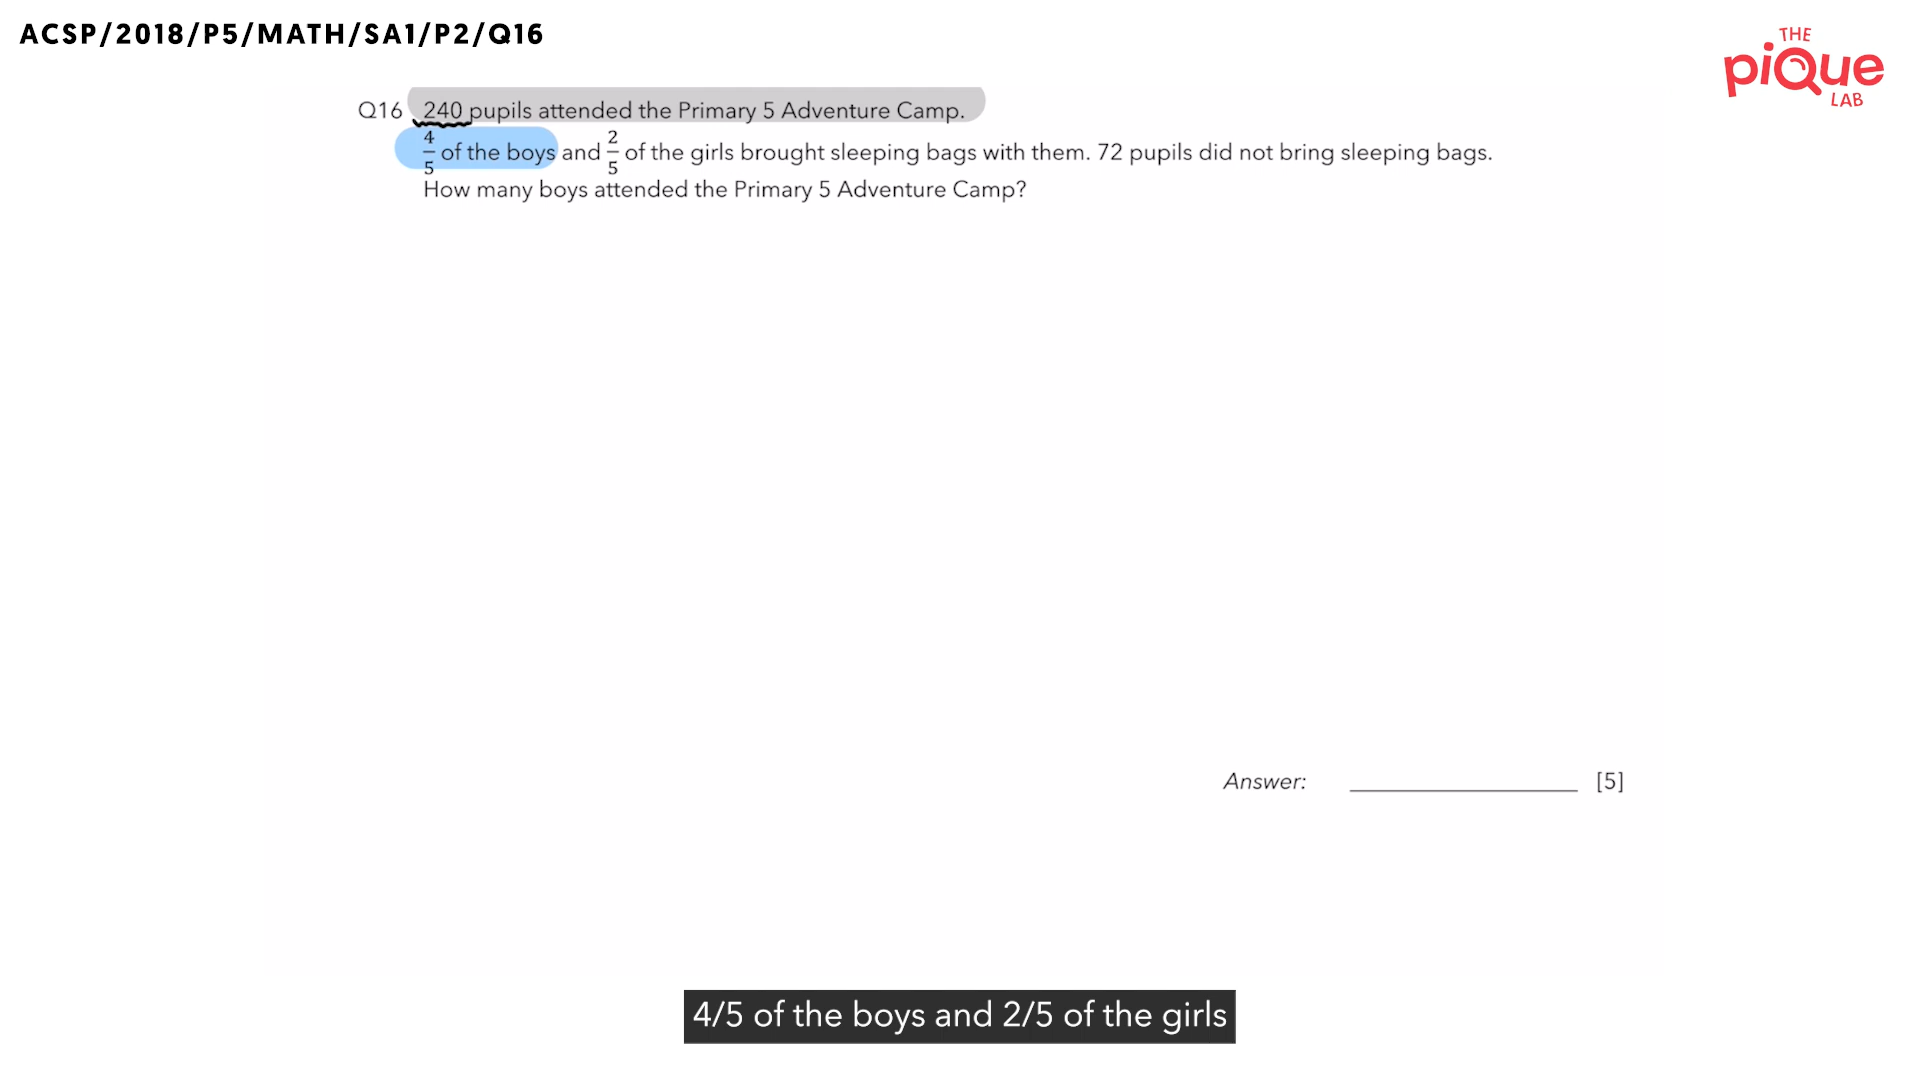 ACSP/2018/P5/MATH/SA1/P2/Q16
THE
piQue
LAB
Q16 240 pupils attended the Primary 5 Adventure Camp.
4/5 of the boys and 2/5 of the girls brought sleeping bags with them. 72 pupils did not bring sleeping bags.
How many boys attended the Primary 5 Adventure Camp?
Answer: ____________ [5]
4/5 of the boys and 2/5 of the girls